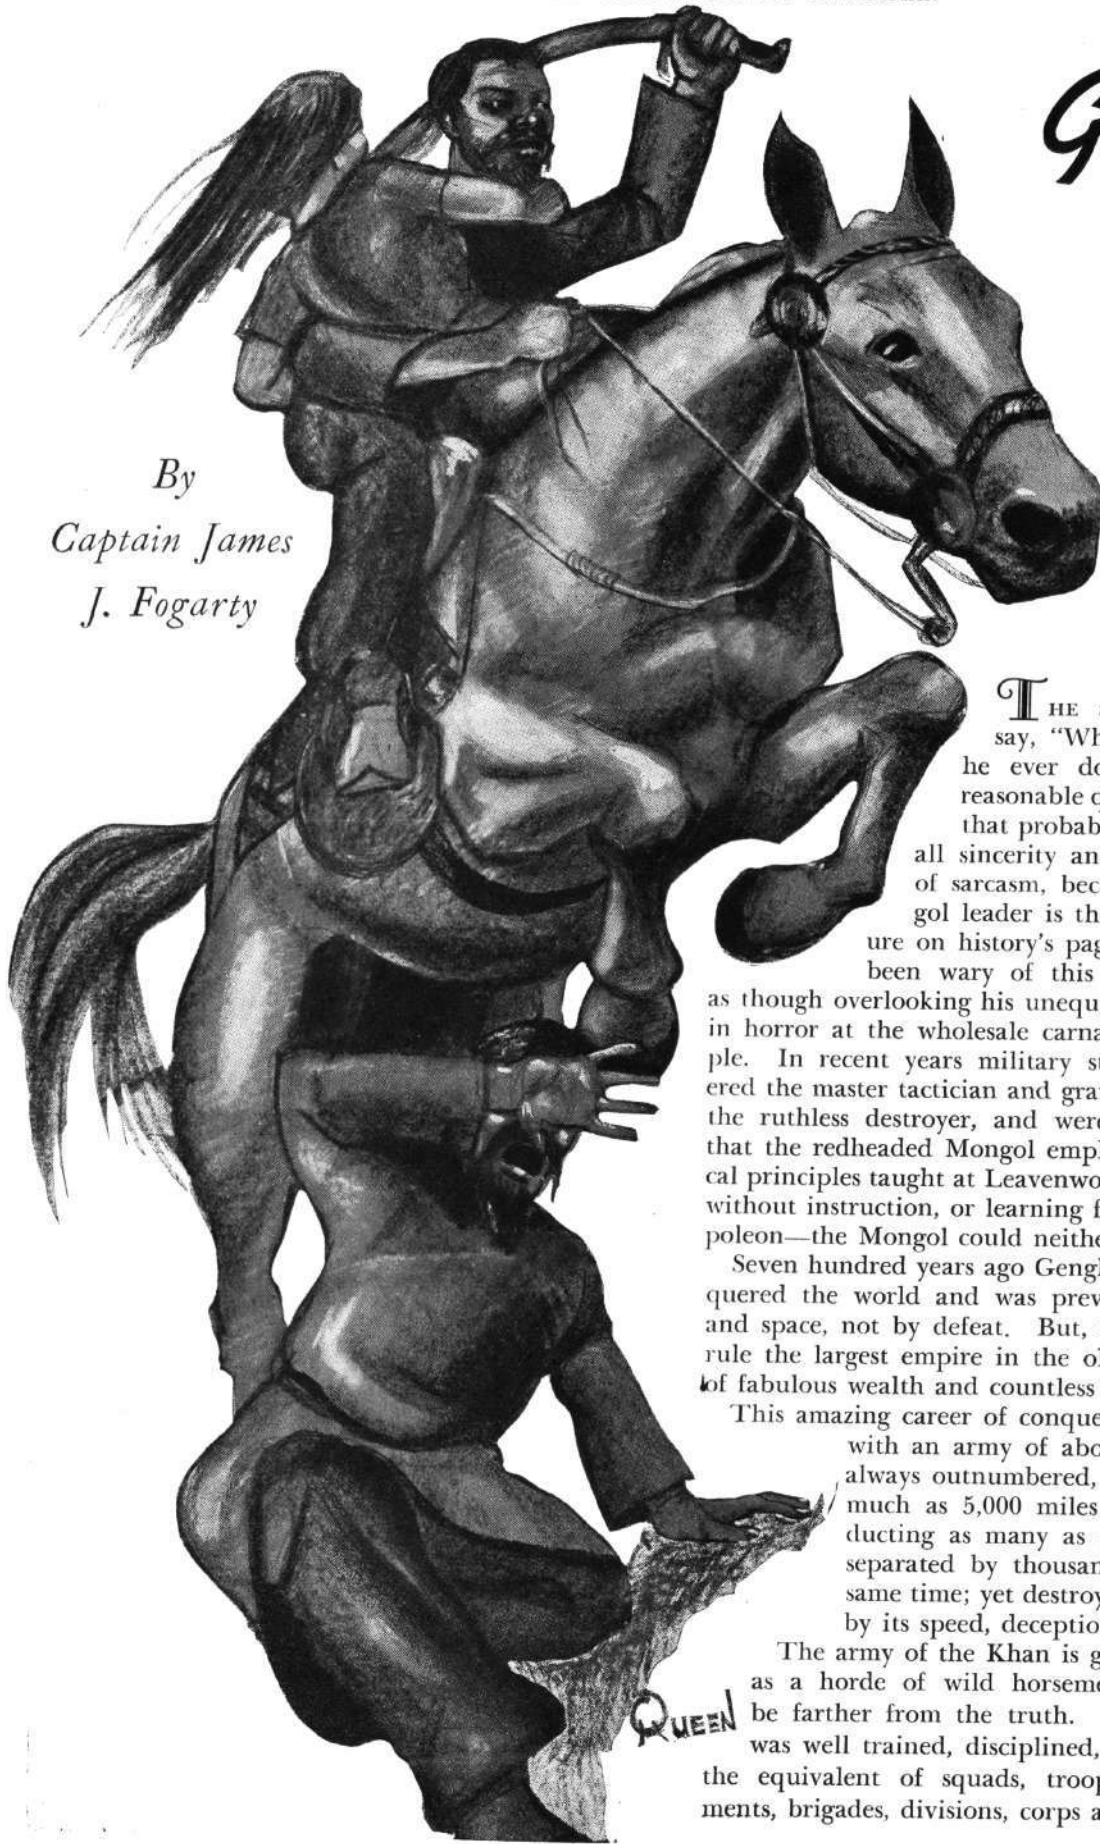 G
By
Captain James
J. Fogarty
THE
say, "Wh
he ever do
reasonable
that probab
all sincerity an
of sarcasm, bec
gol leader is th
ure on history's pag
been wary of this
as though overlooking his unequ
in horror at the wholesale carna
ple. In recent years military st
ered the master tactician and gra
the ruthless destroyer, and were
that the redheaded Mongol empl
cal principles taught at Leavenwo
without instruction, or learning f
poleon—the Mongol could neithe
Seven hundred years ago Gengh
quered the world and was prev
and space, not by defeat. But,
rule the largest empire in the ol
of fabulous wealth and countless
This amazing career of conque
with an army of abo
always outnumbered,
much as 5,000 miles
ducting as many as
separated by thousan
same time; yet destroy
by its speed, deceptio
The army of the Khan is g
as a horde of wild horseme
QUEEN
be farther from the truth.
was well trained, disciplined,
the equivalent of squads, troop
ments, brigades, divisions, corps a